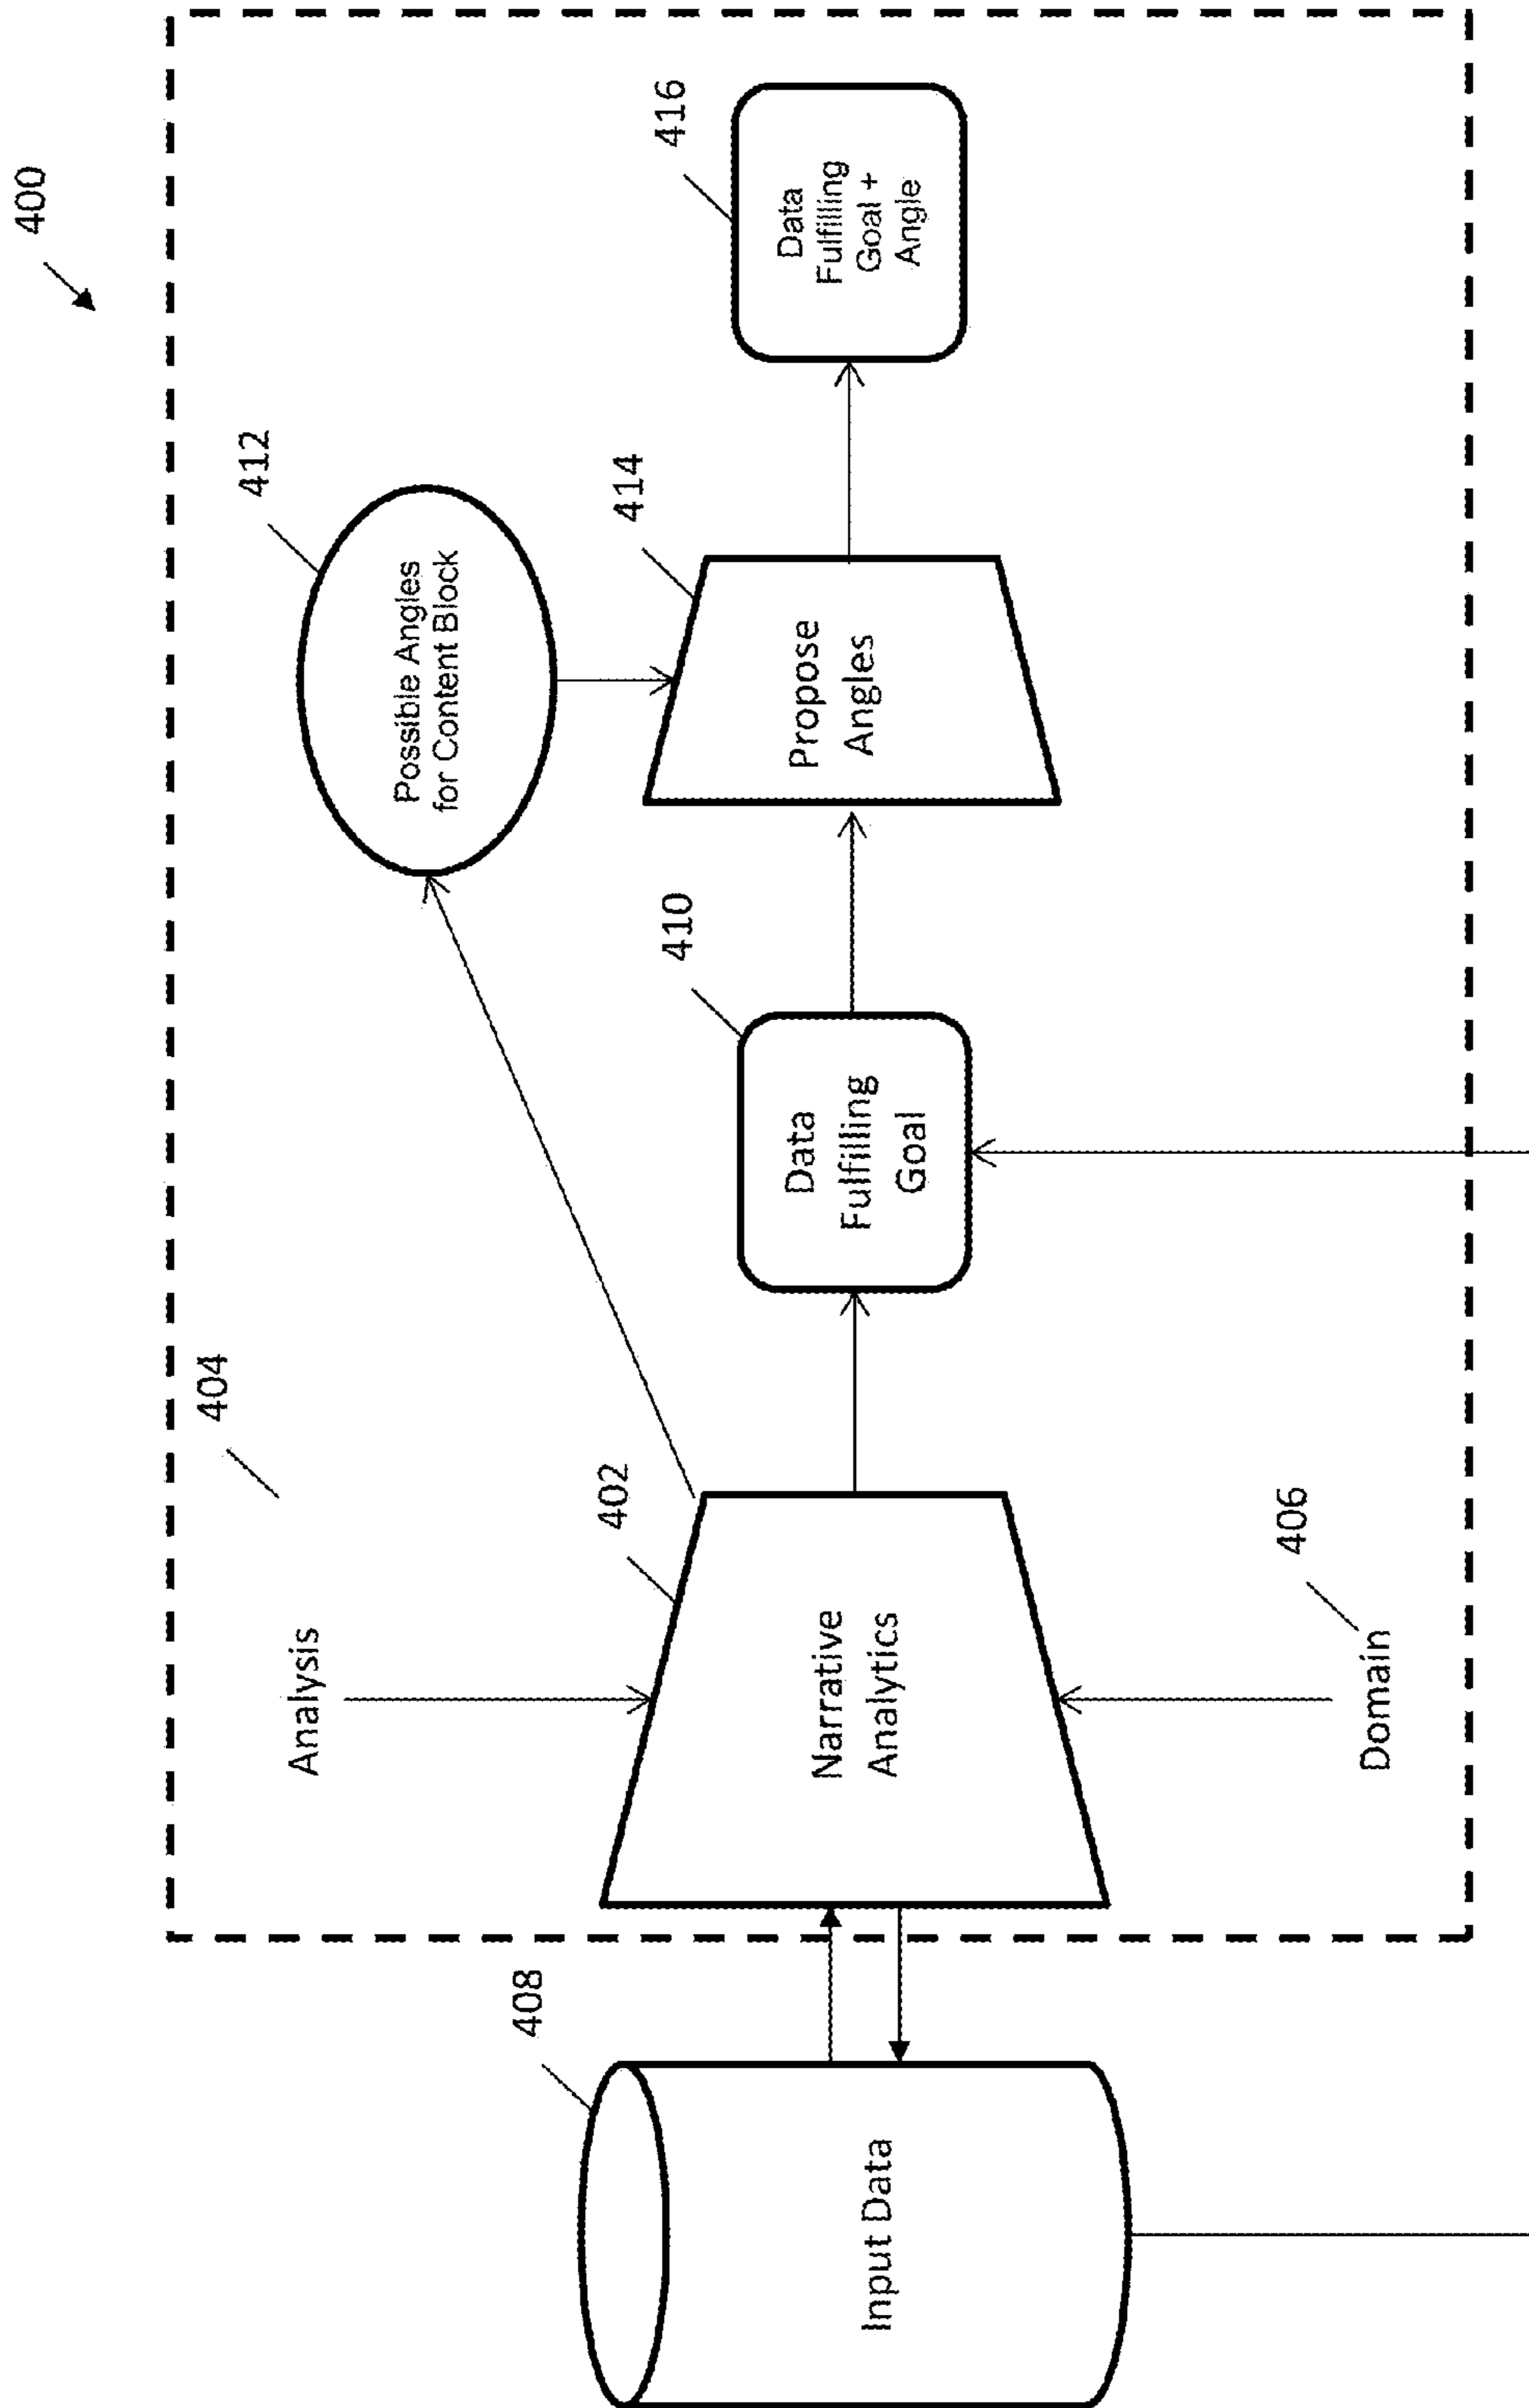 400
404
Analysis
412
Possible Angles
for Content Block
408
402
410
414
416
Input Data
Narrative
Analytics
Data
Fulfilling
Goal
Propose
Angles
Data
Fulfilling
Goal +
Angle
406
Domain